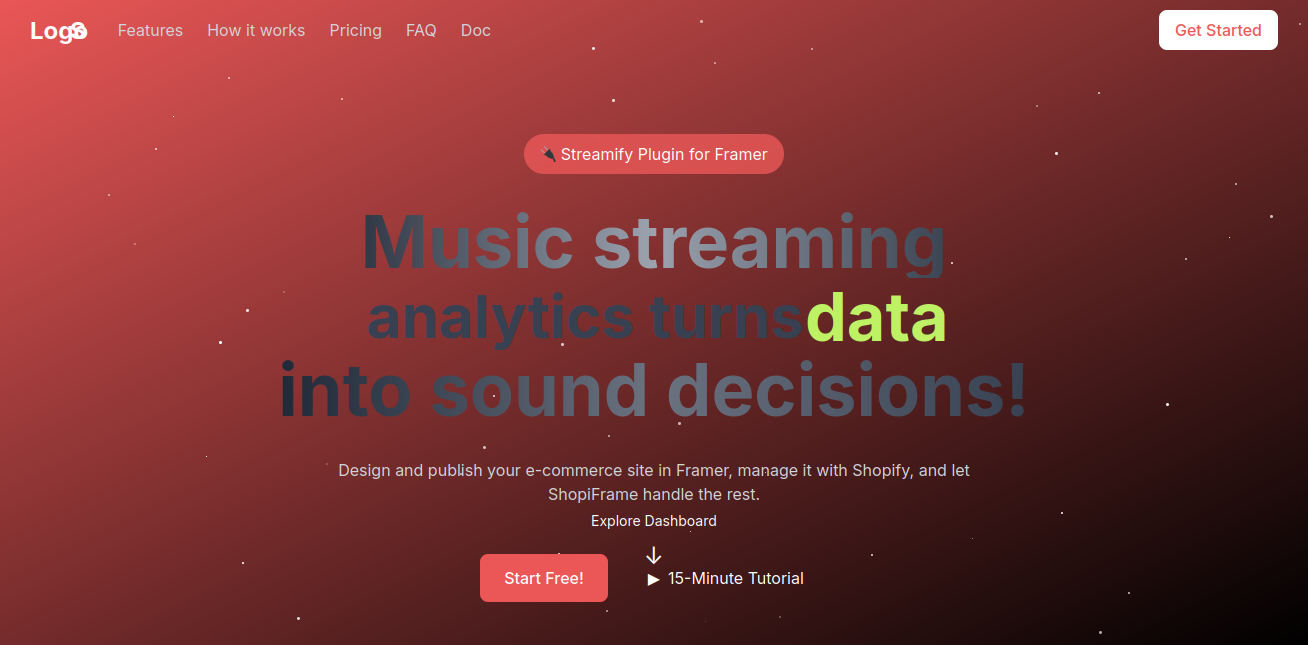 Logo
S
Features
How it works
Pricing
FAQ
Doc
Get Started
Streamify Plugin for Framer
Music streaming
analytics turns data
into sound decisions!
Design and publish your e-commerce site in Framer, manage it with Shopify, and let
ShopiFrame handle the rest.
Explore Dashboard
↓
Start Free!
▶ 15-Minute Tutorial